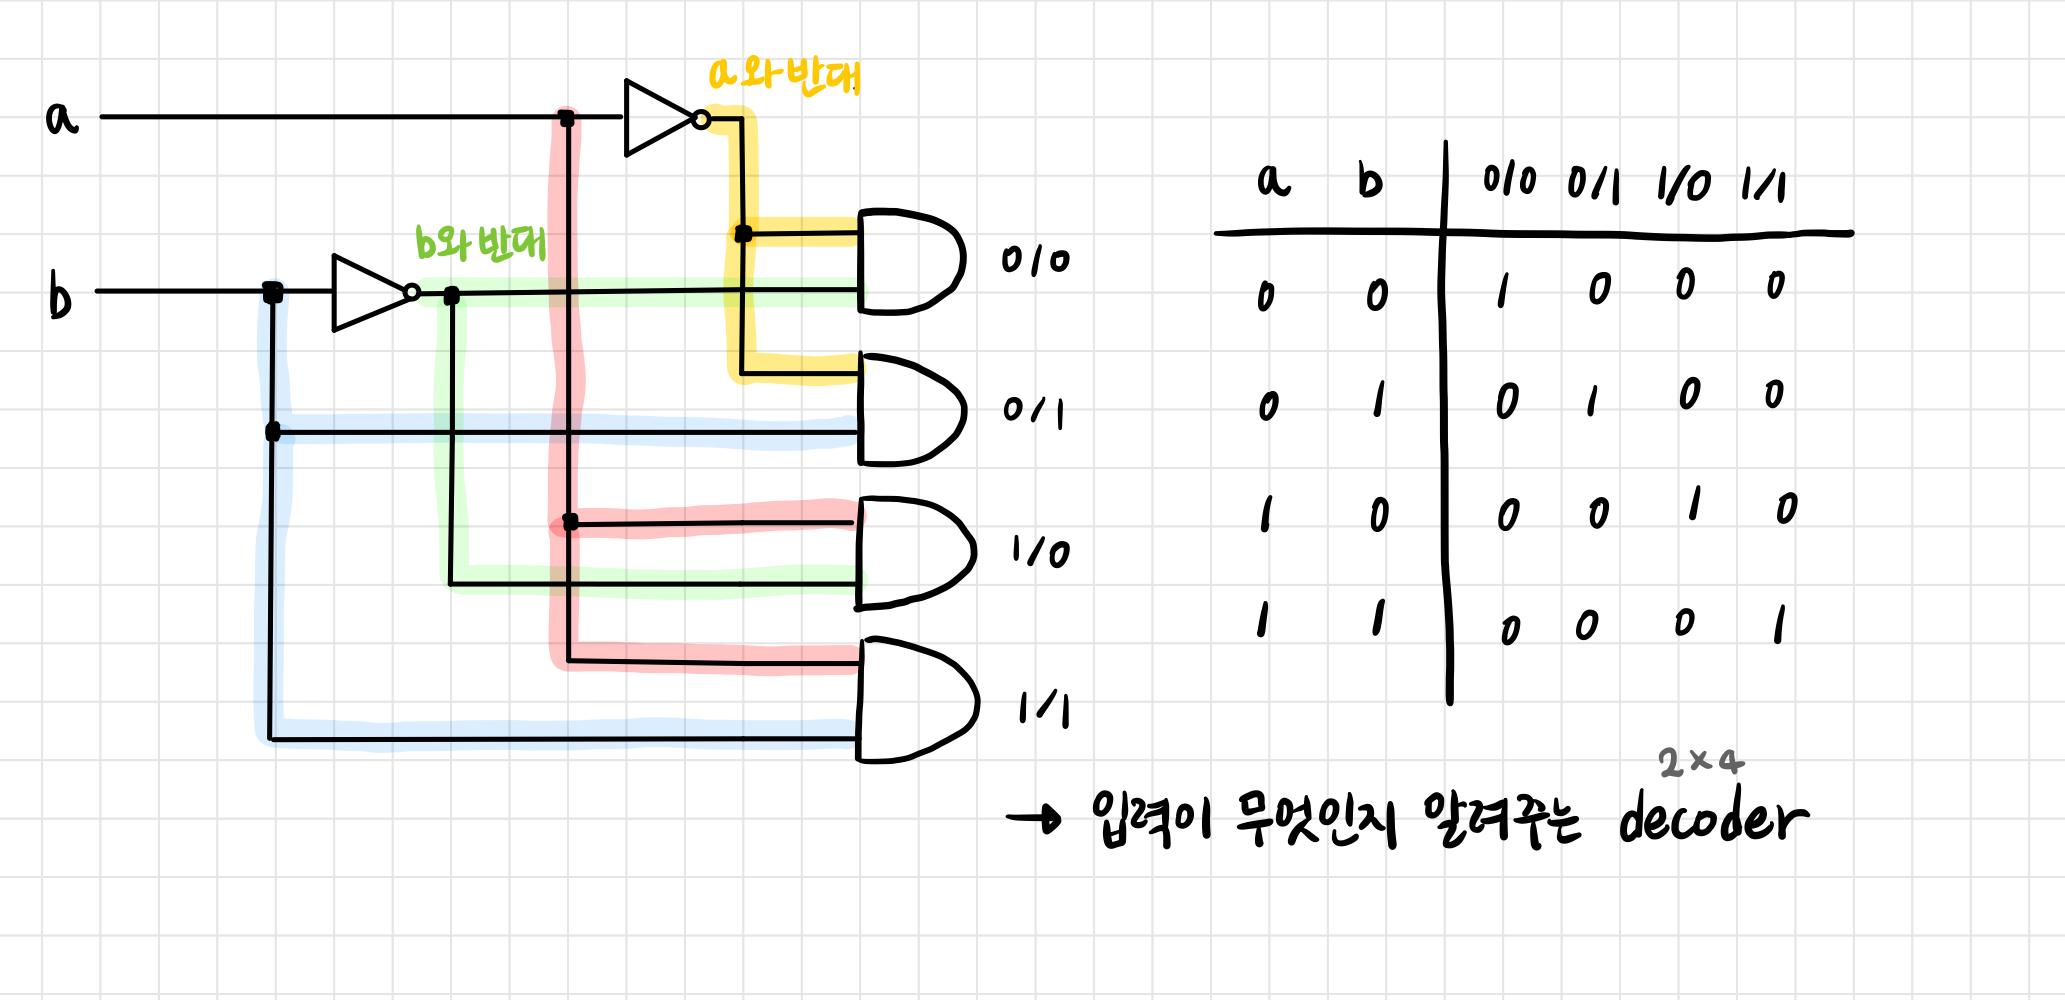 a
a와 반대
b와 반대
b
0/0
0/1
1/0
1/1
a b 0/0 0/1 1/0 1/1
0 0 1 0 0 0
0 1 0 1 0 0
1 0 0 0 1 0
1 1 0 0 0 1
2×4
→ 입력이 무엇인지 알려주는 decoder